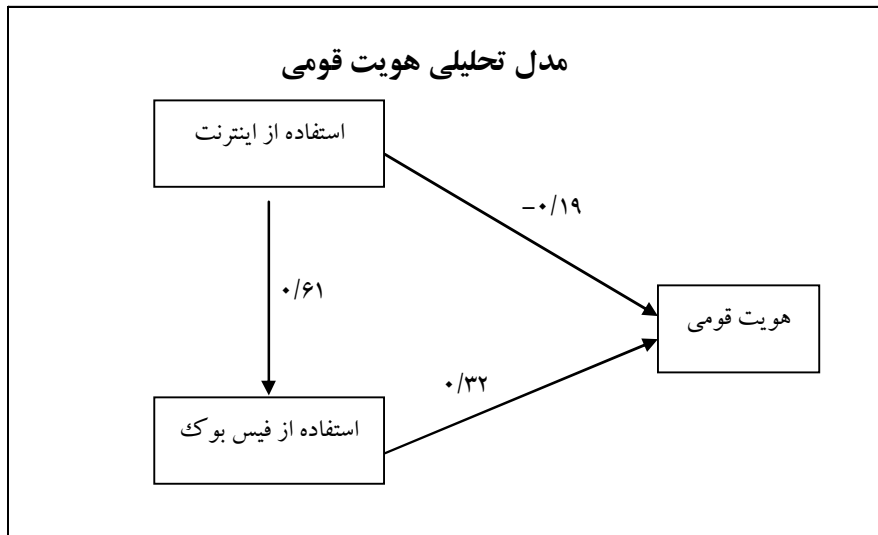 مدل تحلیلی هویت قومی
استفاده از اینترنت
–۰/۱۹
۰/۶۱
هویت قومی
۰/۳۲
استفاده از فیس بوک